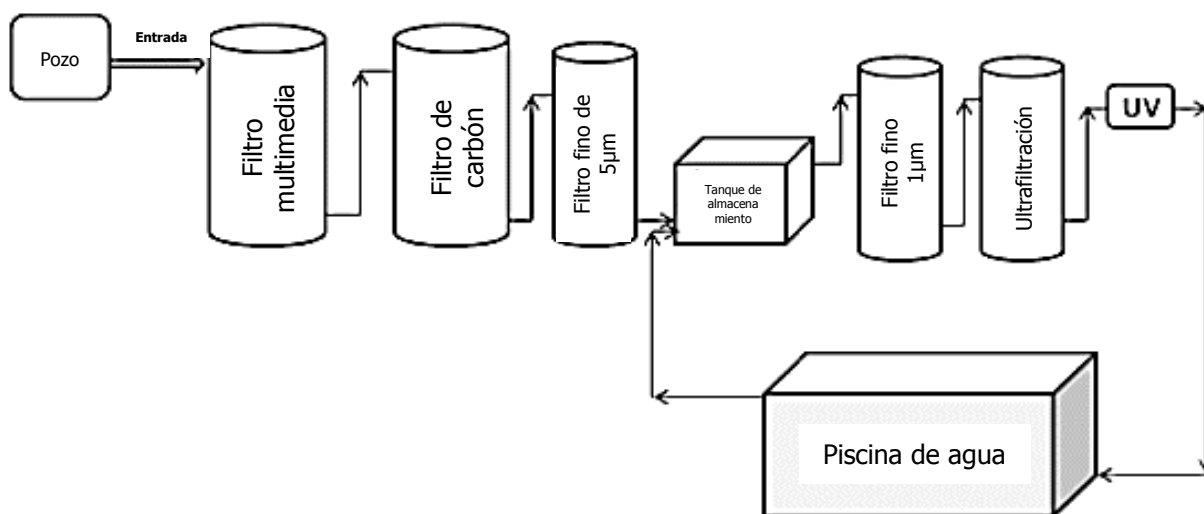 Pozo
Entrada
Filtro
multimedia
Filtro de
carbón
Filtro fino de
5µm
Tanque de
almacena
miento
Filtro fino
1µm
Ultrafiltración
UV
Piscina de agua